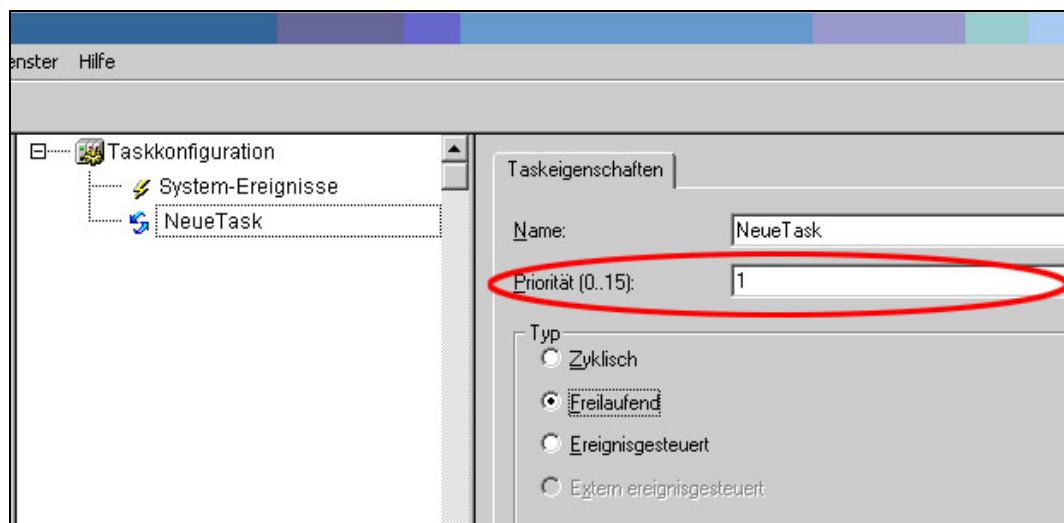 enster Hilfe
Taskkonfiguration
System-Ereignisse
NeueTask
Taskeigenschaften
Name: NeueTask
Priorität (0..15): 1
Typ
Zyklisch
Freilaufend
Ereignisgesteuert
Extern ereignisgesteuert